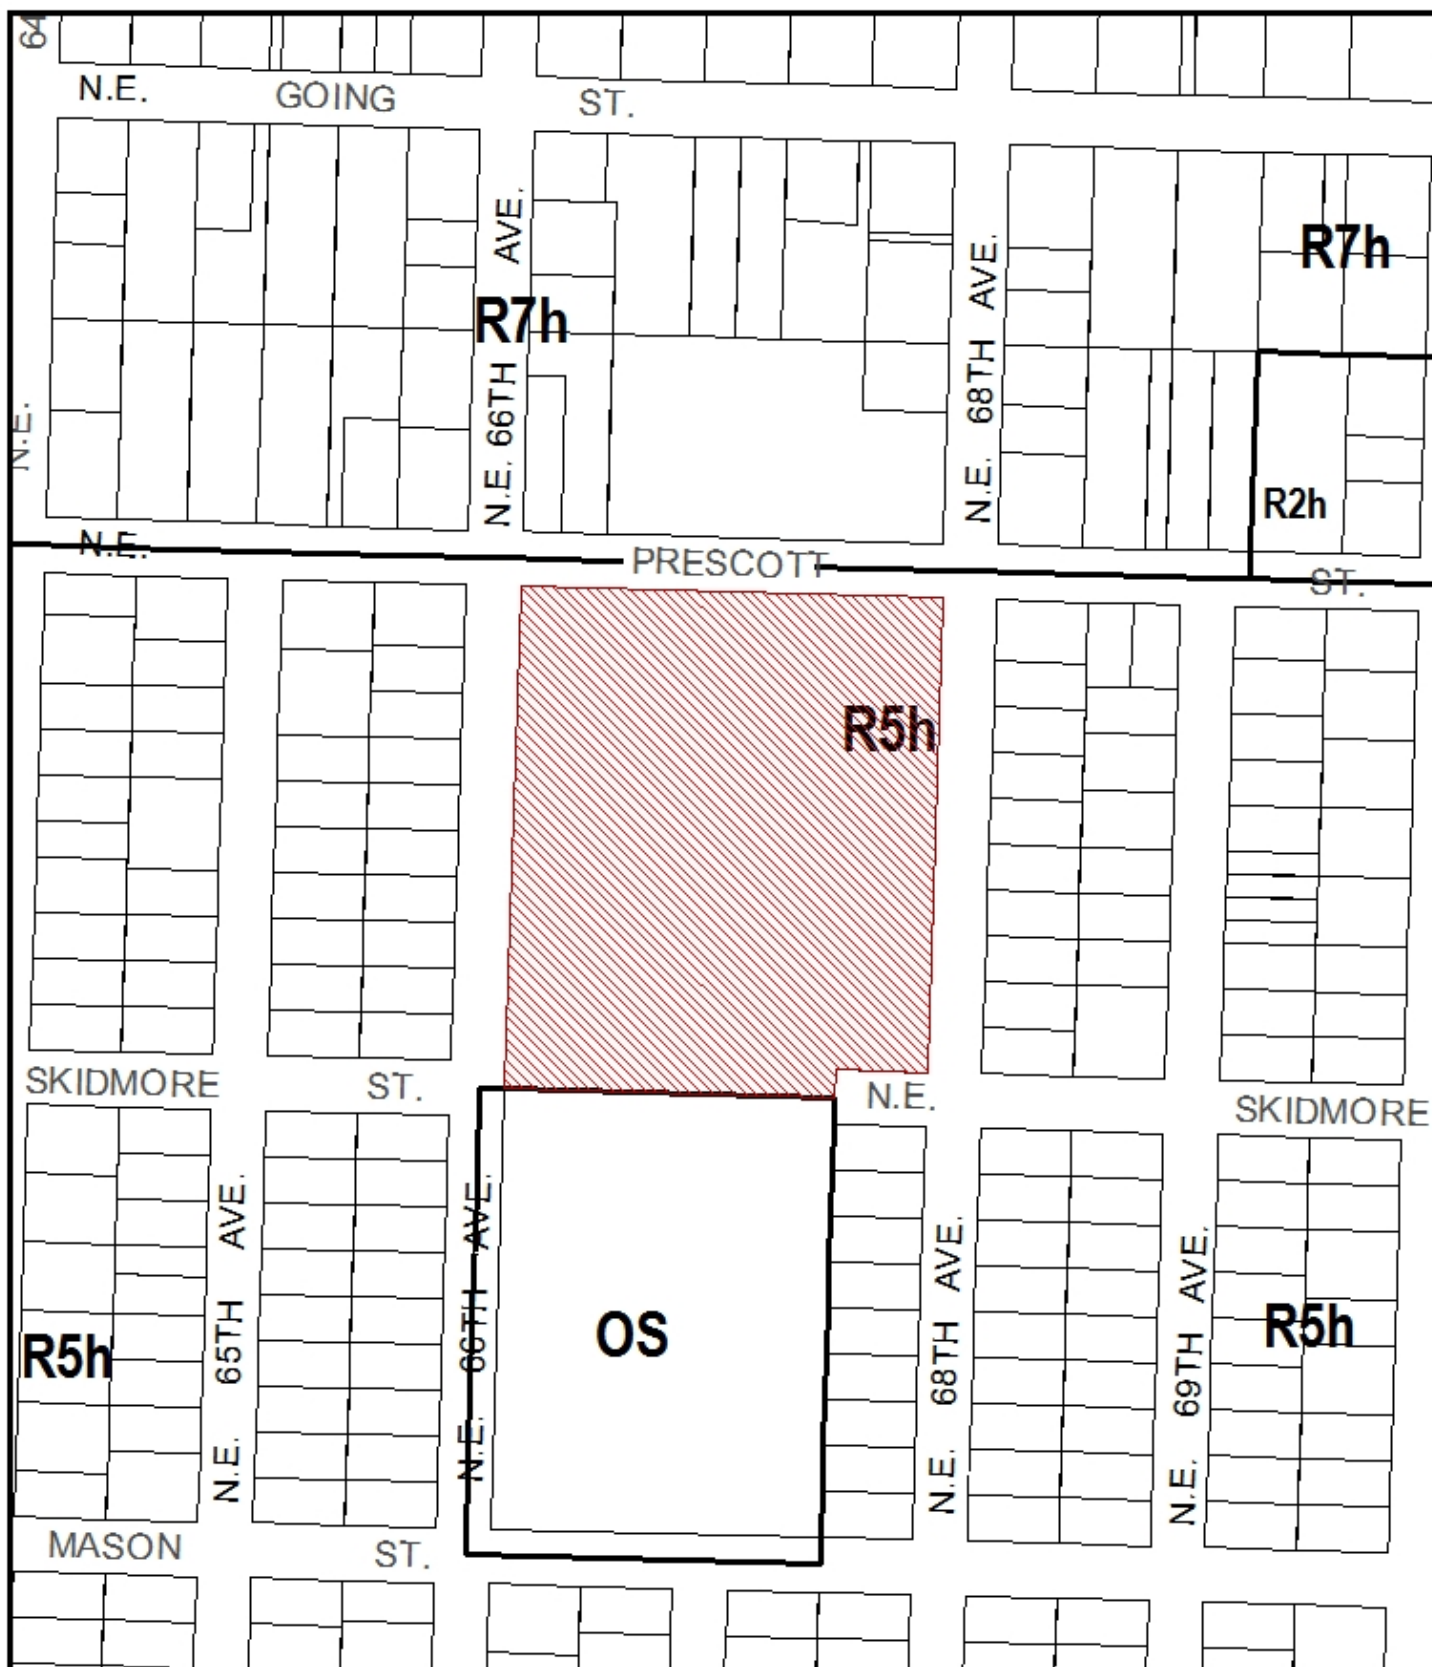 64
N.E. GOING ST.
N.E. 66TH AVE.
N.E. 68TH AVE.
R7h
R7h
N.E.
R2h
N.E. PRESCOTT ST.
R5h
SKIDMORE ST.
N.E. SKIDMORE
N.E. 65TH AVE.
N.E. 66TH AVE.
N.E. 68TH AVE.
N.E. 69TH AVE.
R5h
OS
R5h
MASON ST.